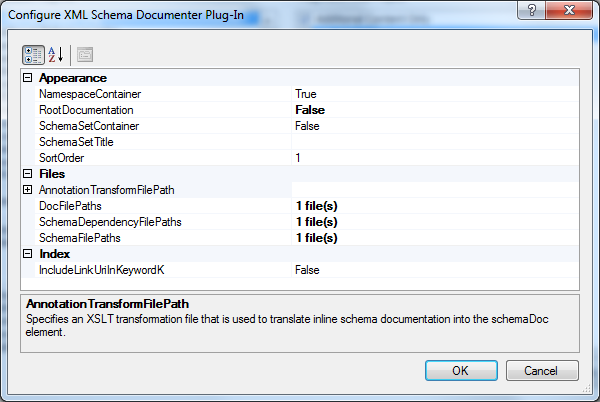 Configure XML Schema Documenter Plug-In
Appearance
NamespaceContainer True
RootDocumentation False
SchemaSetContainer False
SchemaSetTitle
SortOrder 1
Files
AnnotationTransformFilePath
DocFilePaths 1 file(s)
SchemaDependencyFilePaths 1 file(s)
SchemaFilePaths 1 file(s)
Index
IncludeLinkUriInKeywordK False
AnnotationTransformFilePath
Specifies an XSLT transformation file that is used to translate inline schema documentation into the schemaDoc
element.
OK Cancel